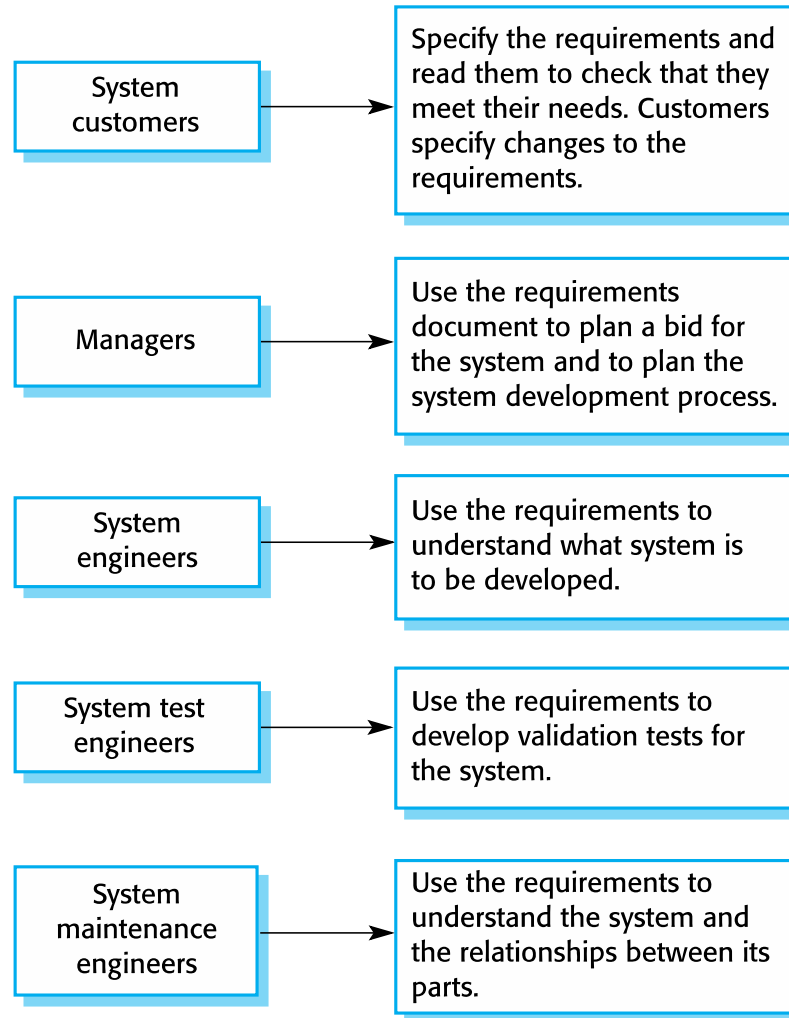 System
customers
Specify the requirements and
read them to check that they
meet their needs. Customers
specify changes to the
requirements.
Managers
Use the requirements
document to plan a bid for
the system and to plan the
system development process.
System
engineers
Use the requirements to
understand what system is
to be developed.
System test
engineers
Use the requirements to
develop validation tests for
the system.
System
maintenance
engineers
Use the requirements to
understand the system and
the relationships between its
parts.